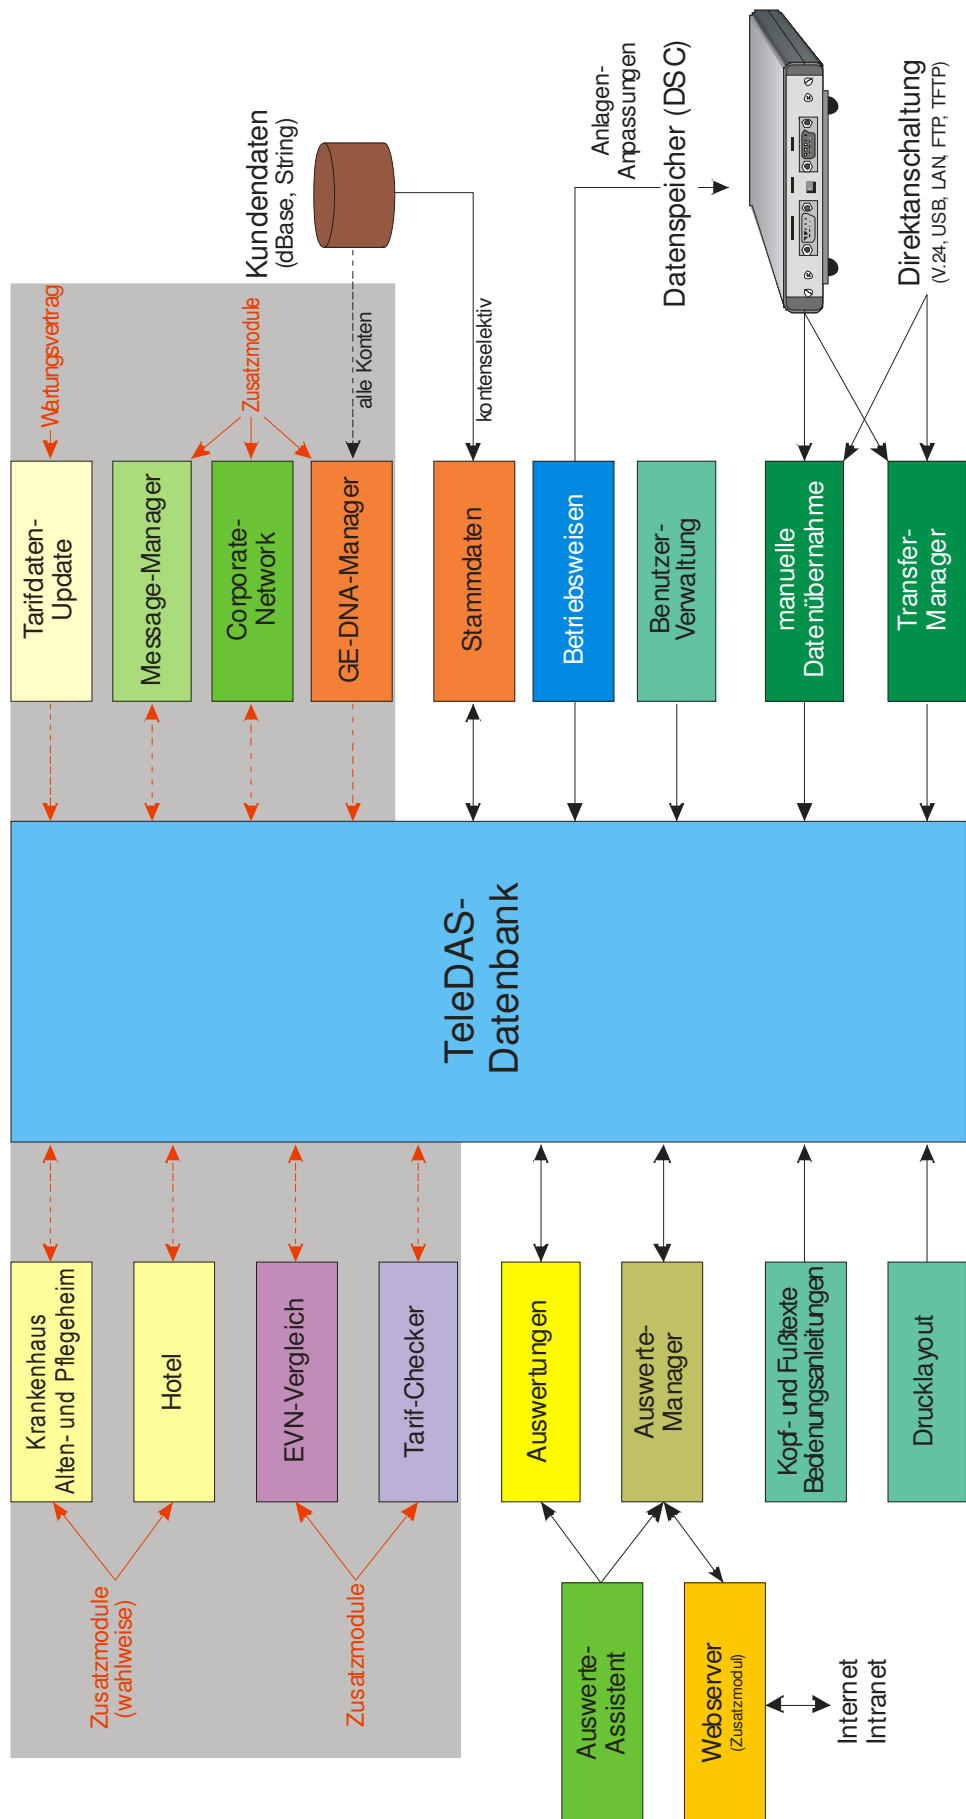 Zusatzmodule
(wahlweise)
Krankenhaus
Alten- und Pflegeheim
Hotel
Zusatzmodule
EVN-Vergleich
Tarif-Checker
Auswerte-
Assistent
Webserver
(Zusatzmodul)
Internet
Intranet
Auswertungen
Auswerte-
Manager
Kopf- und Fußtexte
Bedienungsanleitungen
Drucklayout
TeleDAS-
Datenbank
Tarifdaten-
Update
Wartungsvertrag
Message-Manager
Corporate-
Network
GE-DNA-Manager
Zusatzmodule
alle Konten
Kundendaten
(dBase, String)
kontenselektiv
Stammdaten
Betriebsweisen
Benutzer-
Verwaltung
Anlagen-
Anpassungen
Datenspeicher (DSC)
manuelle
Datenübernahme
Transfer-
Manager
Direktanschaltung
(V.24, USB, LAN, FTP, TFTP)